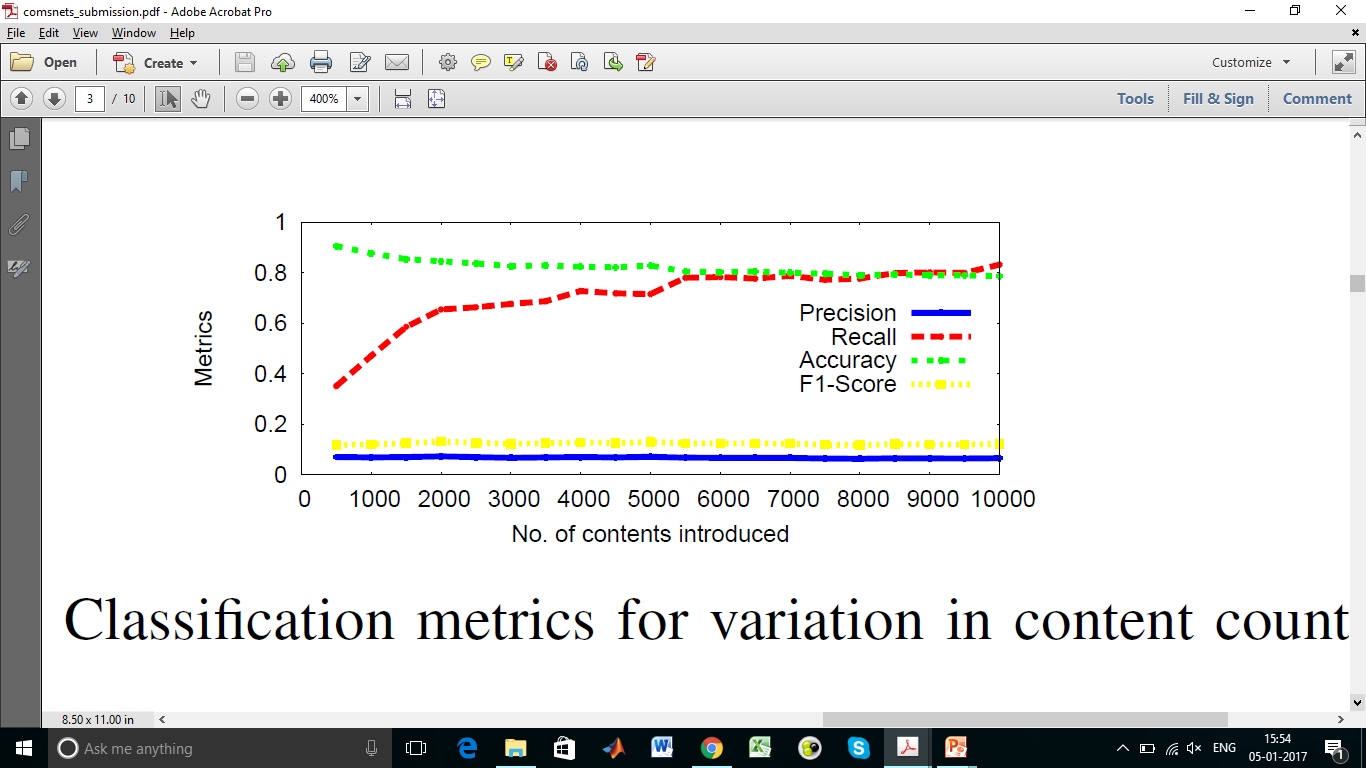 comsnets_submission.pdf - Adobe Acrobat Pro
File Edit View Window Help
Open Create Customize
3 / 10 400% Tools Fill & Sign Comment
1
0.8
0.6
0.4
0.2
0
Metrics
Precision
Recall
Accuracy
F1-Score
0 1000 2000 3000 4000 5000 6000 7000 8000 9000 10000
No. of contents introduced
Classification metrics for variation in content count
8.50 x 11.00 in
Ask me anything
ENG
15:54
05-01-2017
1